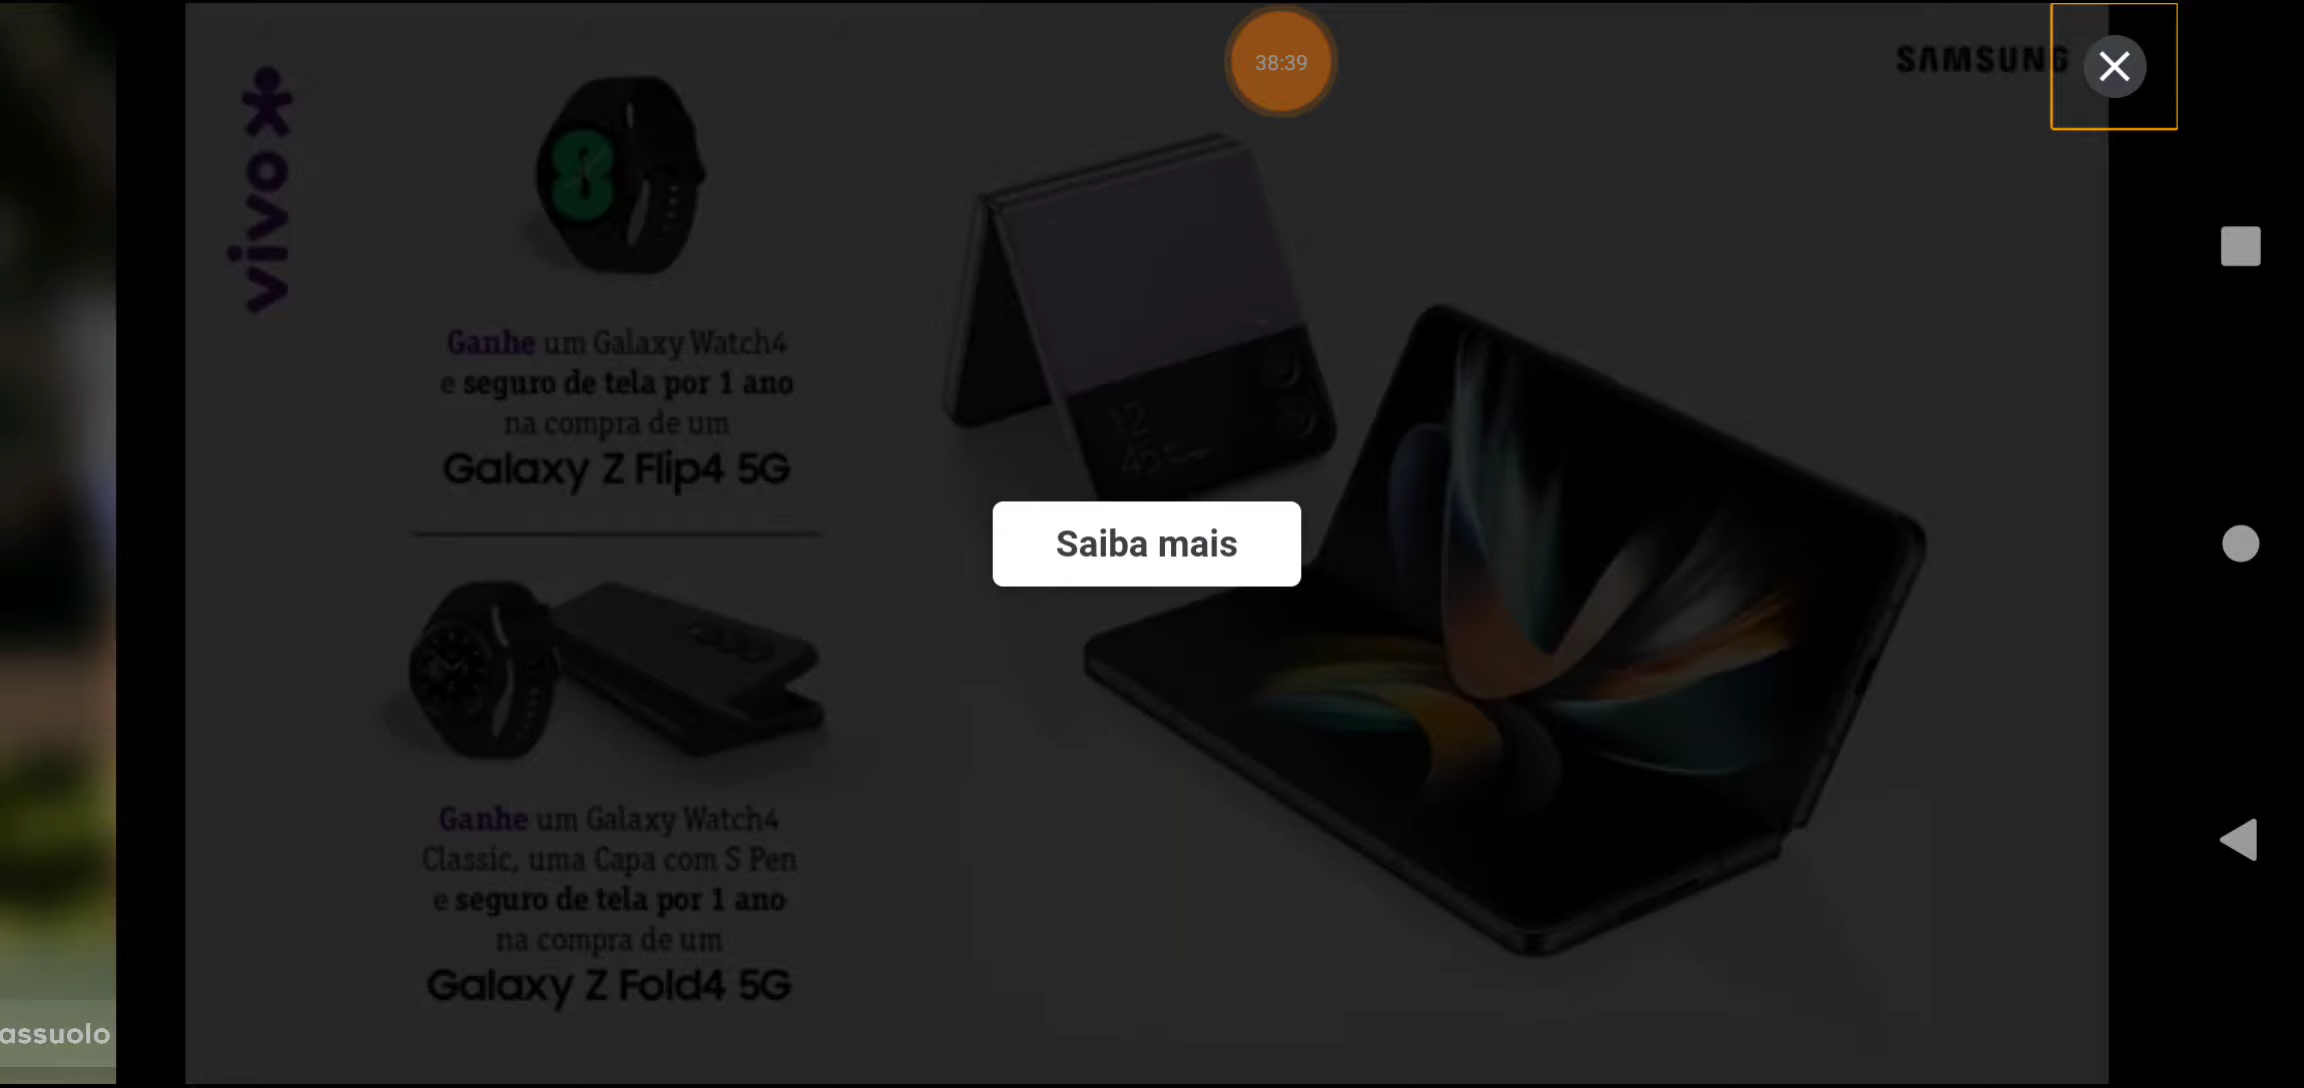 vivo
38:39
SAMSUNG
Ganhe um Galaxy Watch4
e seguro de tela por 1 ano
na compra de um
Galaxy Z Flip4 5G
12
45
Saiba mais
Ganhe um Galaxy Watch4
Classic, uma Capa com S Pen
e seguro de tela por 1 ano
na compra de um
Galaxy Z Fold4 5G
assuolo